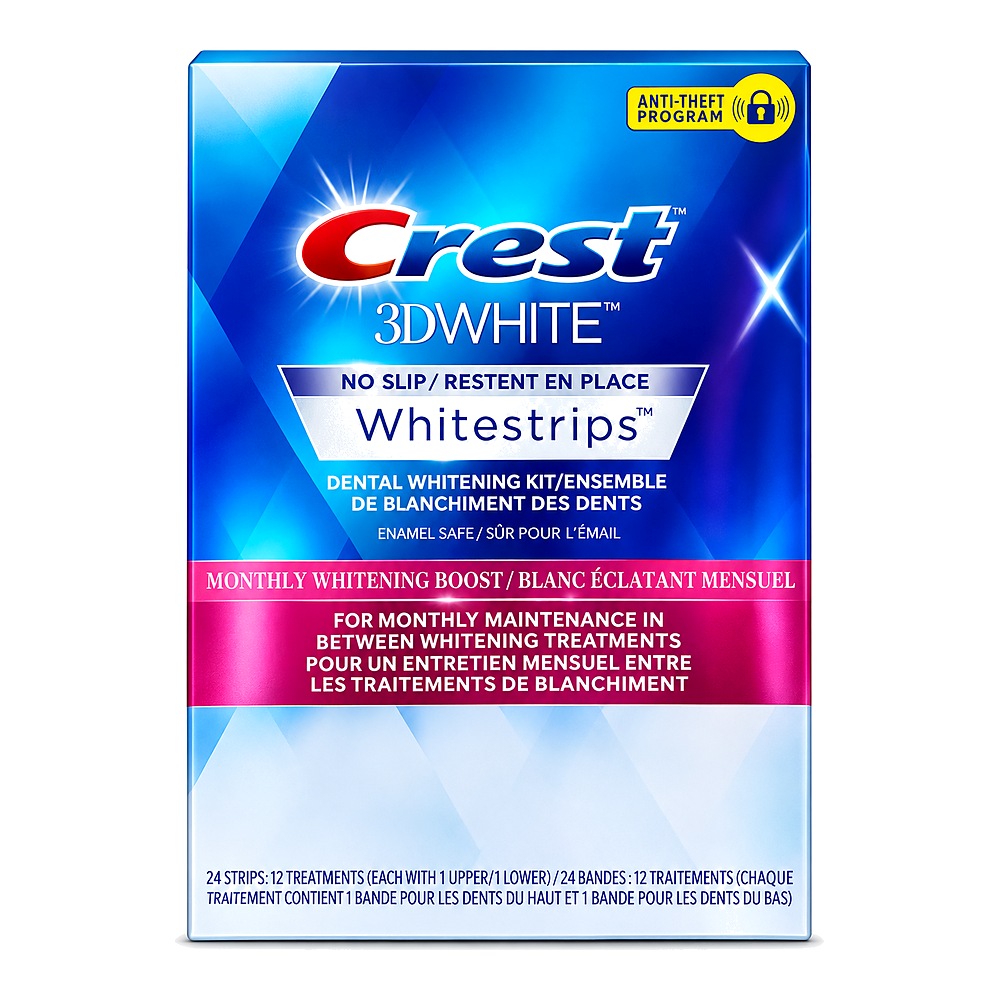 ANTI-THEFT
PROGRAM
Crest™
3DWHITE™
NO SLIP / RESTENT EN PLACE
Whitestrips™
DENTAL WHITENING KIT/ENSEMBLE
DE BLANCHIMENT DES DENTS
ENAMEL SAFE / SÛR POUR L'ÉMAIL
MONTHLY WHITENING BOOST / BLANC ÉCLATANT MENSUEL
FOR MONTHLY MAINTENANCE IN
BETWEEN WHITENING TREATMENTS
POUR UN ENTRETIEN MENSUEL ENTRE
LES TRAITEMENTS DE BLANCHIMENT
24 STRIPS: 12 TREATMENTS (EACH WITH 1 UPPER/1 LOWER) / 24 BANDES : 12 TRAITEMENTS (CHAQUE
TRAITEMENT CONTIENT 1 BANDE POUR LES DENTS DU HAUT ET 1 BANDE POUR LES DENTS DU BAS)